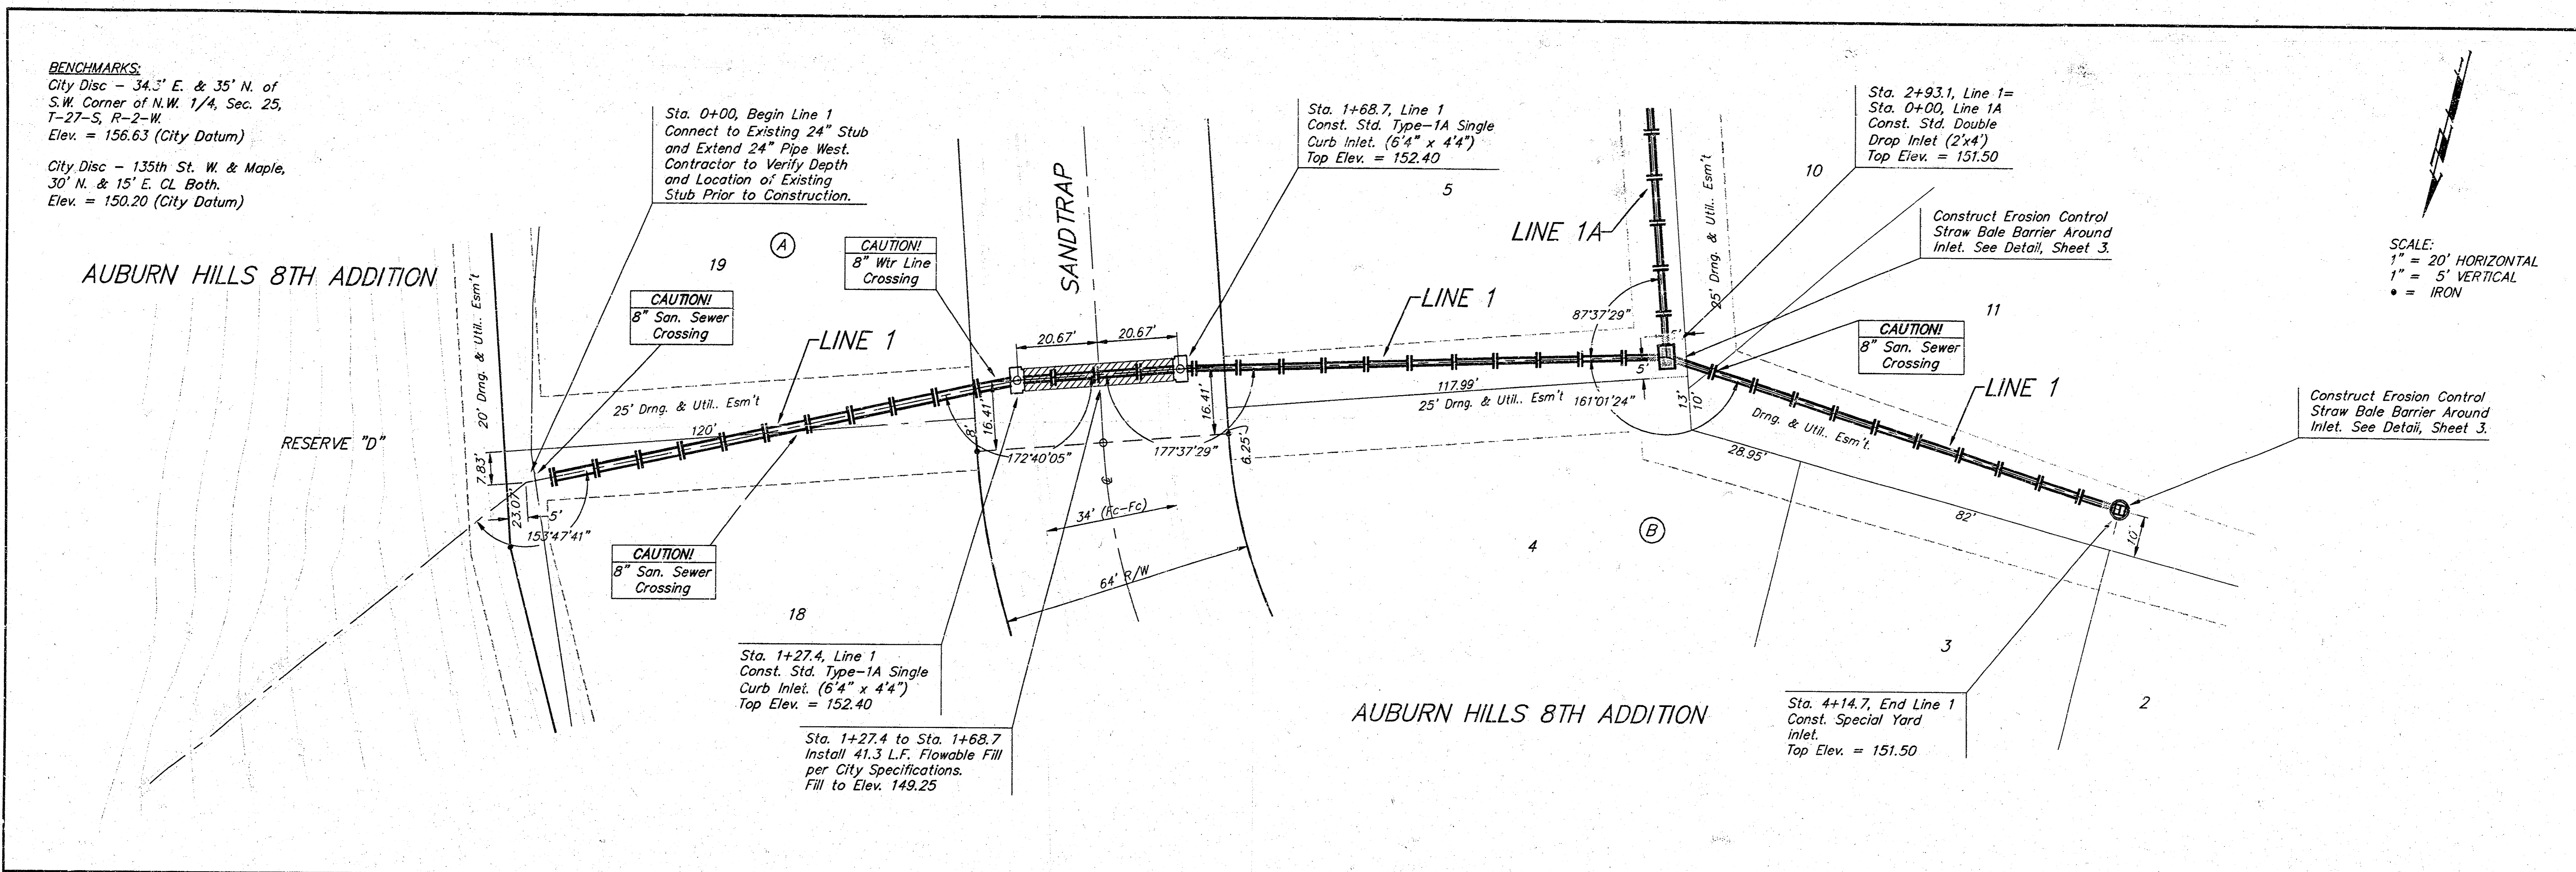 BENCHMARKS:
City Disc – 34.3' E. & 35' N. of
S.W. Corner of N.W. 1/4, Sec. 25,
T-27-S, R-2-W.
Elev. = 156.63 (City Datum)
City Disc – 135th St. W. & Maple,
30' N. & 15' E. CL Both.
Elev. = 150.20 (City Datum)
AUBURN HILLS 8TH ADDITION
RESERVE "D"
20' Drng. & Util.. Esm't
Sta. 0+00, Begin Line 1
Connect to Existing 24" Stub
and Extend 24" Pipe West.
Contractor to Verify Depth
and Location of Existing
Stub Prior to Construction.
A
19
CAUTION!
8" San. Sewer
Crossing
CAUTION!
8" Wtr Line
Crossing
LINE 1
25' Drng. & Util.. Esm't
120'
7.83'
23.07'
5'
153°47'41"
CAUTION!
8" San. Sewer
Crossing
18
SANDTRAP
20.67'
20.67'
8'
16.41'
172°40'05"
177°37'29"
16.41'
6.25'
34' (Fc-Fc)
64' R/W
Sta. 1+27.4, Line 1
Const. Std. Type-1A Single
Curb Inlet. (6'4" x 4'4")
Top Elev. = 152.40
Sta. 1+27.4 to Sta. 1+68.7
Install 41.3 L.F. Flowable Fill
per City Specifications.
Fill to Elev. 149.25
Sta. 1+68.7, Line 1
Const. Std. Type-1A Single
Curb Inlet. (6'4" x 4'4")
Top Elev. = 152.40
5
LINE 1
117.99'
25' Drng. & Util.. Esm't
LINE 1A
25' Drng. & Util.. Esm't
87°37'29"
5'
161°01'24"
13'
10'
10
Sta. 2+93.1, Line 1=
Sta. 0+00, Line 1A
Const. Std. Double
Drop Inlet (2'x4')
Top Elev. = 151.50
Construct Erosion Control
Straw Bale Barrier Around
Inlet. See Detail, Sheet 3.
11
CAUTION!
8" San. Sewer
Crossing
LINE 1
Drng. & Util.. Esm't.
28.95'
82'
10'
4
B
3
2
AUBURN HILLS 8TH ADDITION
Sta. 4+14.7, End Line 1
Const. Special Yard
inlet.
Top Elev. = 151.50
Construct Erosion Control
Straw Bale Barrier Around
Inlet. See Detail, Sheet 3.
SCALE:
1" = 20' HORIZONTAL
1" = 5' VERTICAL
• = IRON